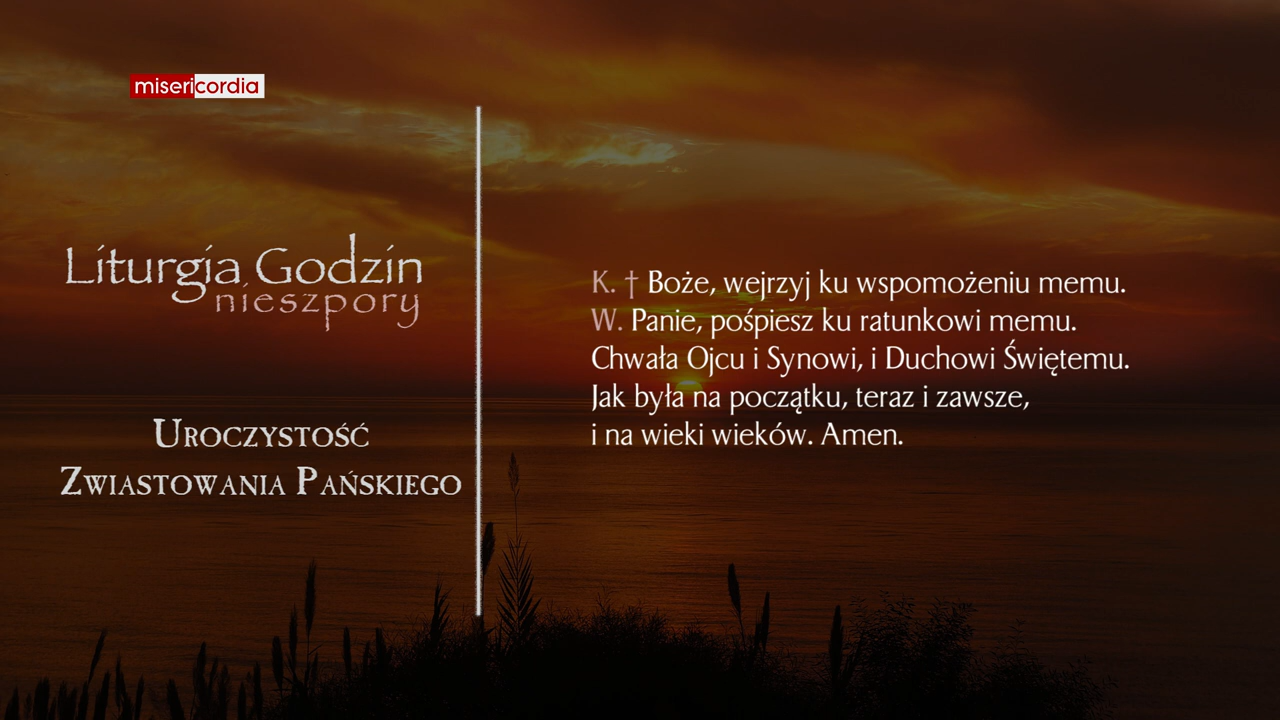 misericordia
Liturgia Godzin
nieszpory
Uroczystość
Zwiastowania Pańskiego
K. † Boże, wejrzyj ku wspomożeniu memu.
W. Panie, pośpiesz ku ratunkowi memu.
Chwała Ojcu i Synowi, i Duchowi Świętemu.
Jak była na początku, teraz i zawsze,
i na wieki wieków. Amen.